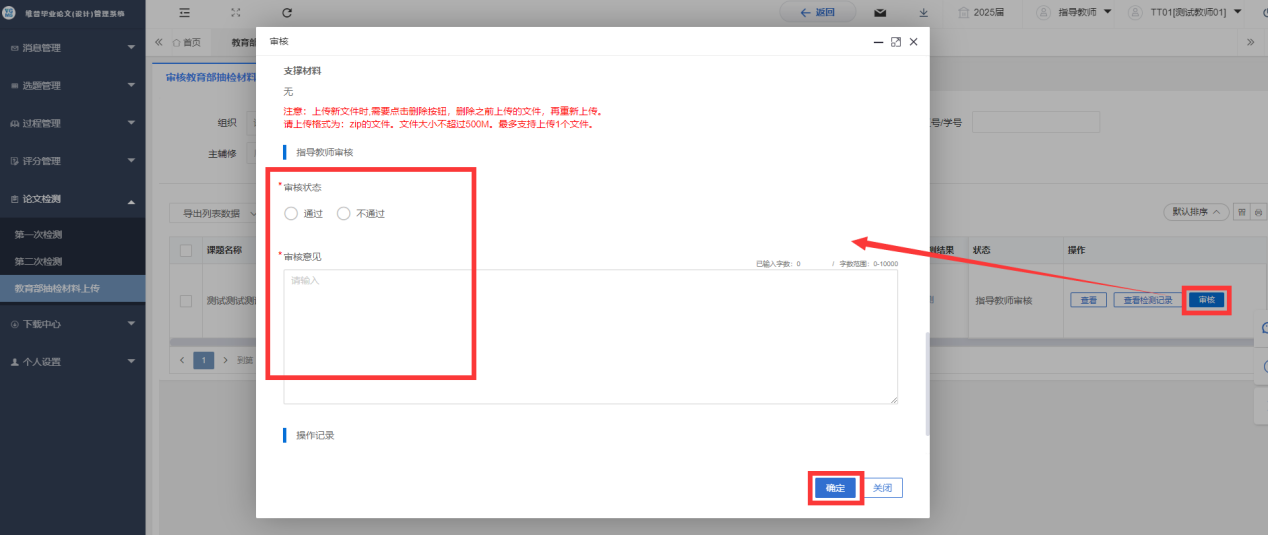 维普毕业论文(设计)管理系统
返回
2025届
指导教师
TT01[测试教师01]
消息管理
选题管理
过程管理
评分管理
论文检测
第一次检测
第二次检测
教育部抽检材料上传
下载中心
个人设置
首页
教育部
审核教育部抽检材料
组织
号/学号
主辅修
导出列表数据
默认排序
课题名称
测结果
状态
操作
测试测试测
指导教师审核
查看
查看检测记录
审核
1
到第
审核
支撑材料
无
注意：上传新文件时,需要点击删除按钮，删除之前上传的文件，再重新上传。
请上传格式为：zip的文件。文件大小不超过500M。最多支持上传1个文件。
指导教师审核
*审核状态
通过
不通过
*审核意见
已输入字数：0 / 字数范围：0-10000
请输入
操作记录
确定
关闭